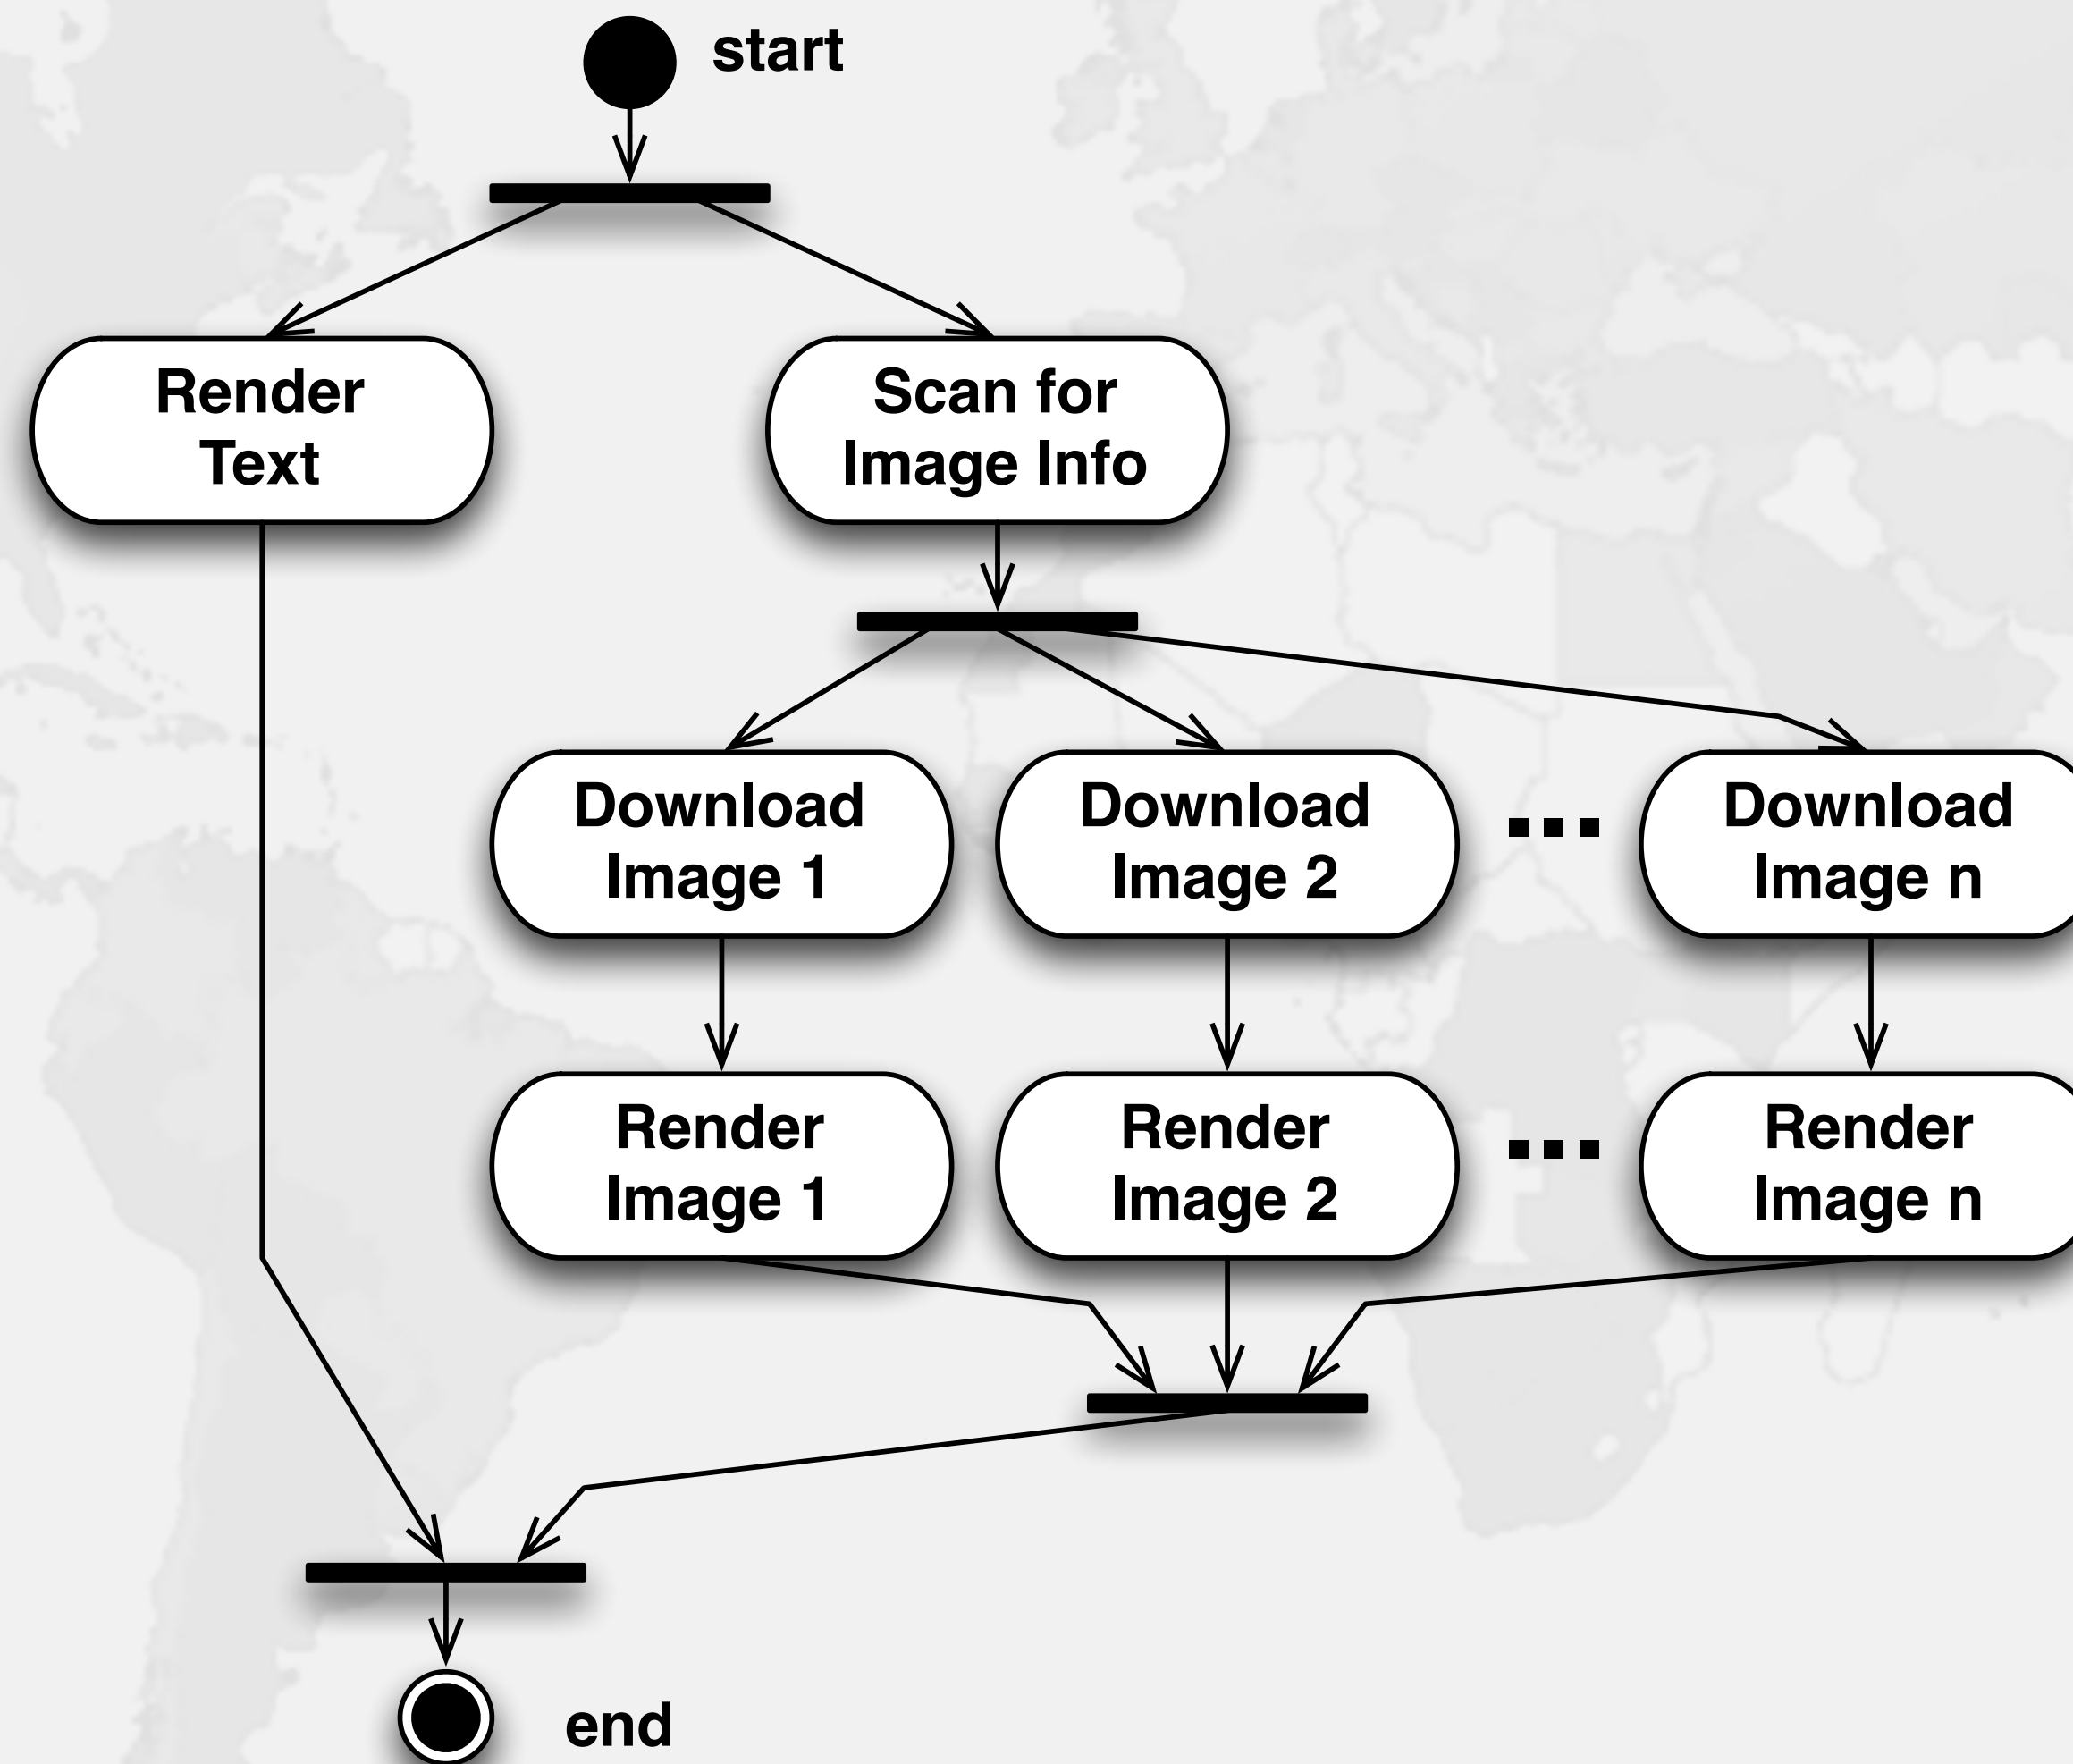 start
Render
Text
Scan for
Image Info
Download
Image 1
Download
Image 2
...
Download
Image n
Render
Image 1
Render
Image 2
...
Render
Image n
end